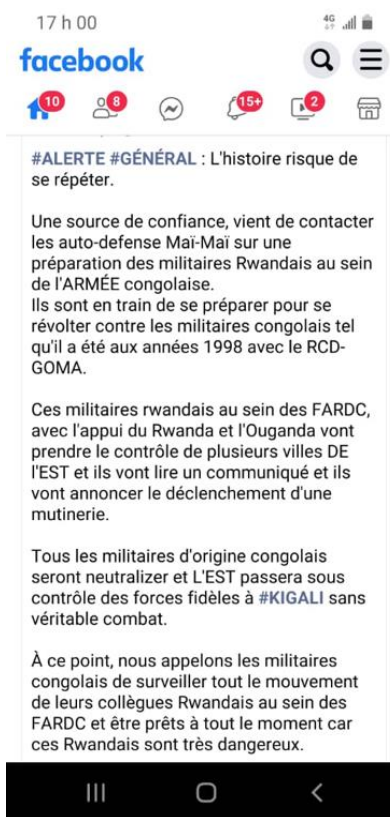 17 h 00
4G
facebook
10
8
15+
2
#ALERTE #GÉNÉRAL : L'histoire risque de
se répéter.
Une source de confiance, vient de contacter
les auto-defense Maï-Maï sur une
préparation des militaires Rwandais au sein
de l'ARMÉE congolaise.
Ils sont en train de se préparer pour se
révolter contre les militaires congolais tel
qu'il a été aux années 1998 avec le RCD-
GOMA.
Ces militaires rwandais au sein des FARDC,
avec l'appui du Rwanda et l'Ouganda vont
prendre le contrôle de plusieurs villes DE
l'EST et ils vont lire un communiqué et ils
vont annoncer le déclenchement d'une
mutinerie.
Tous les militaires d'origine congolais
seront neutralizer et L'EST passera sous
contrôle des forces fidèles à #KIGALI sans
véritable combat.
À ce point, nous appelons les militaires
congolais de surveiller tout le mouvement
de leurs collègues Rwandais au sein des
FARDC et être prêts à tout le moment car
ces Rwandais sont très dangereux.